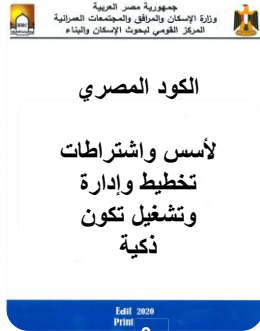 جمهورية مصر العربية
وزارة الإسكان والمرافق والمجتمعات العمرانية
المركز القومي لبحوث الإسكان والبناء
الكود المصري
لأسس واشتراطات
تخطيط وإدارة
وتشغيل تكون
ذكية
Edit 2020
Print